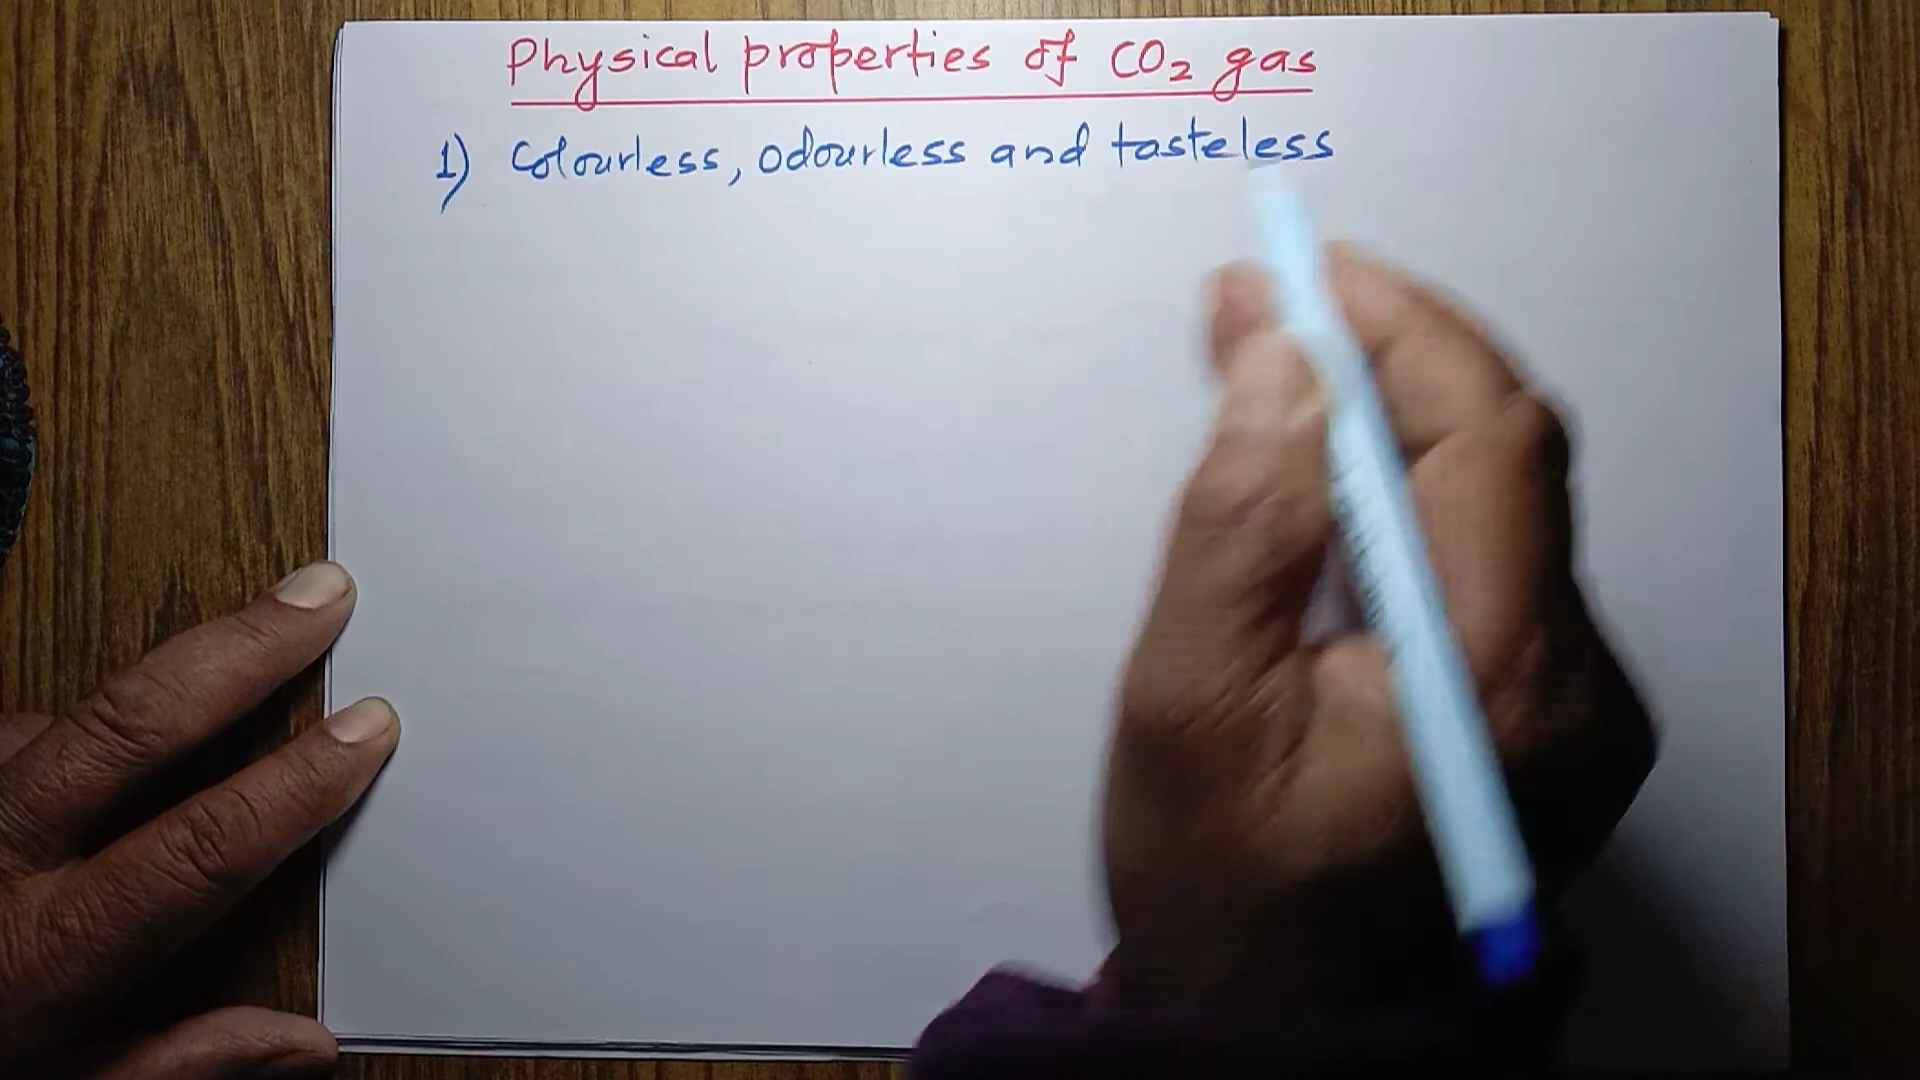 Physical properties of CO₂ gas
1) Colourless, odourless and tasteless